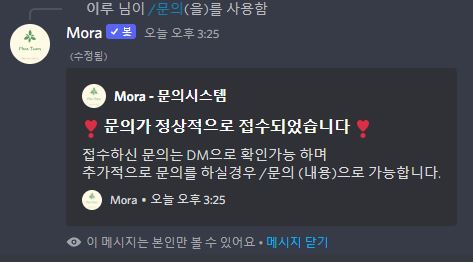 이루 님이 /문의(을)를 사용함
Mora ✓ 봇 오늘 오후 3:25
(수정됨)
Mora - 문의시스템
❣ 문의가 정상적으로 접수되었습니다 ❣
접수하신 문의는 DM으로 확인가능 하며
추가적으로 문의를 하실경우 /문의 (내용)으로 가능합니다.
Mora • 오늘 오후 3:25
이 메시지는 본인만 볼 수 있어요 • 메시지 닫기